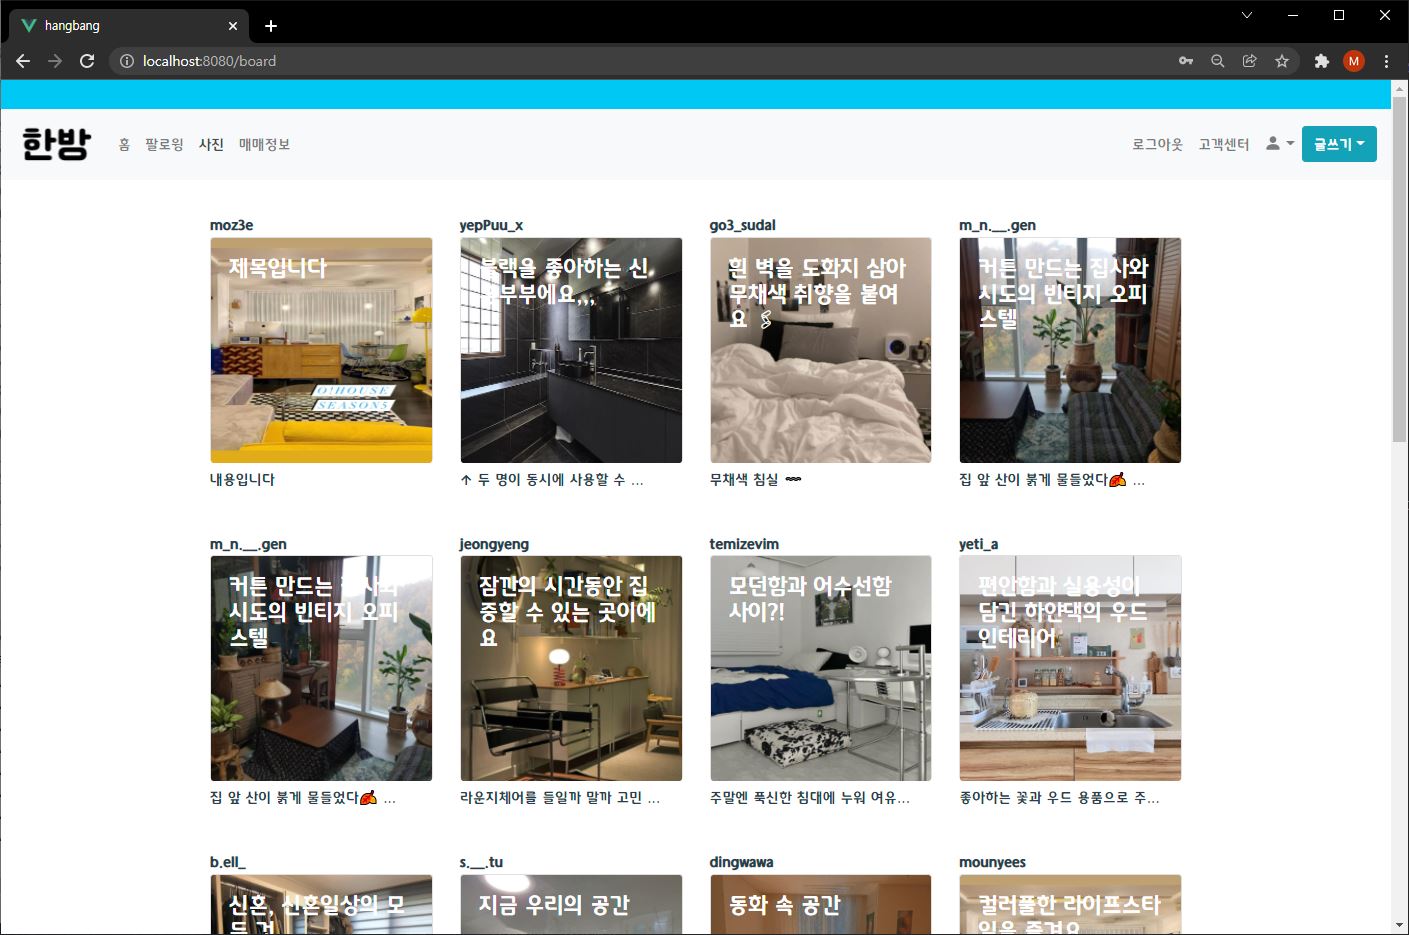 hangbang
localhost:8080/board
M
한방 홈 팔로윙 사진 매매정보 로그아웃 고객센터 글쓰기
moz3e
제목입니다
O!HOUSE
SEASON5
내용입니다
yepPuu_x
블랙을 좋아하는 신
혼부부에요,,,
↑ 두 명이 동시에 사용할 수 ...
go3_sudal
흰 벽을 도화지 삼아
무채색 취향을 붙여
요 🖇
무채색 침실 〰
m_n.__.gen
커튼 만드는 집사와
시도의 빈티지 오피
스텔
집 앞 산이 붉게 물들었다🍂 ...
m_n.__.gen
커튼 만드는 집사와
시도의 빈티지 오피
스텔
집 앞 산이 붉게 물들었다🍂 ...
jeongyeng
잠깐의 시간동안 집
중할 수 있는 곳이에
요
라운지체어를 들일까 말까 고민 ...
temizevim
모던함과 어수선함
사이?!
주말엔 푹신한 침대에 누워 여유...
yeti_a
편안함과 실용성이
담긴 하얀댁의 우드
인테리어
좋아하는 꽃과 우드 용품으로 주...
b.ell_
신혼, 신혼일상의 모
든 것
s.__.tu
지금 우리의 공간
dingwawa
동화 속 공간
mounyees
컬러풀한 라이프스타
일을 즐겨요